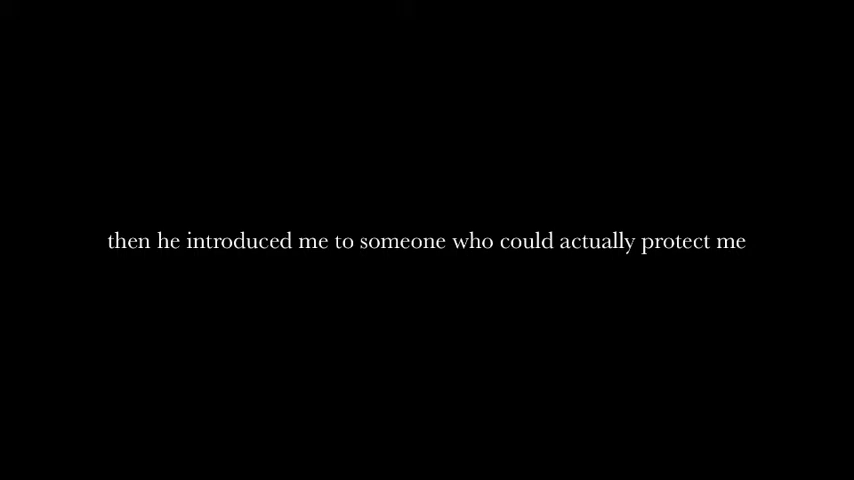 then he introduced me to someone who could actually protect me